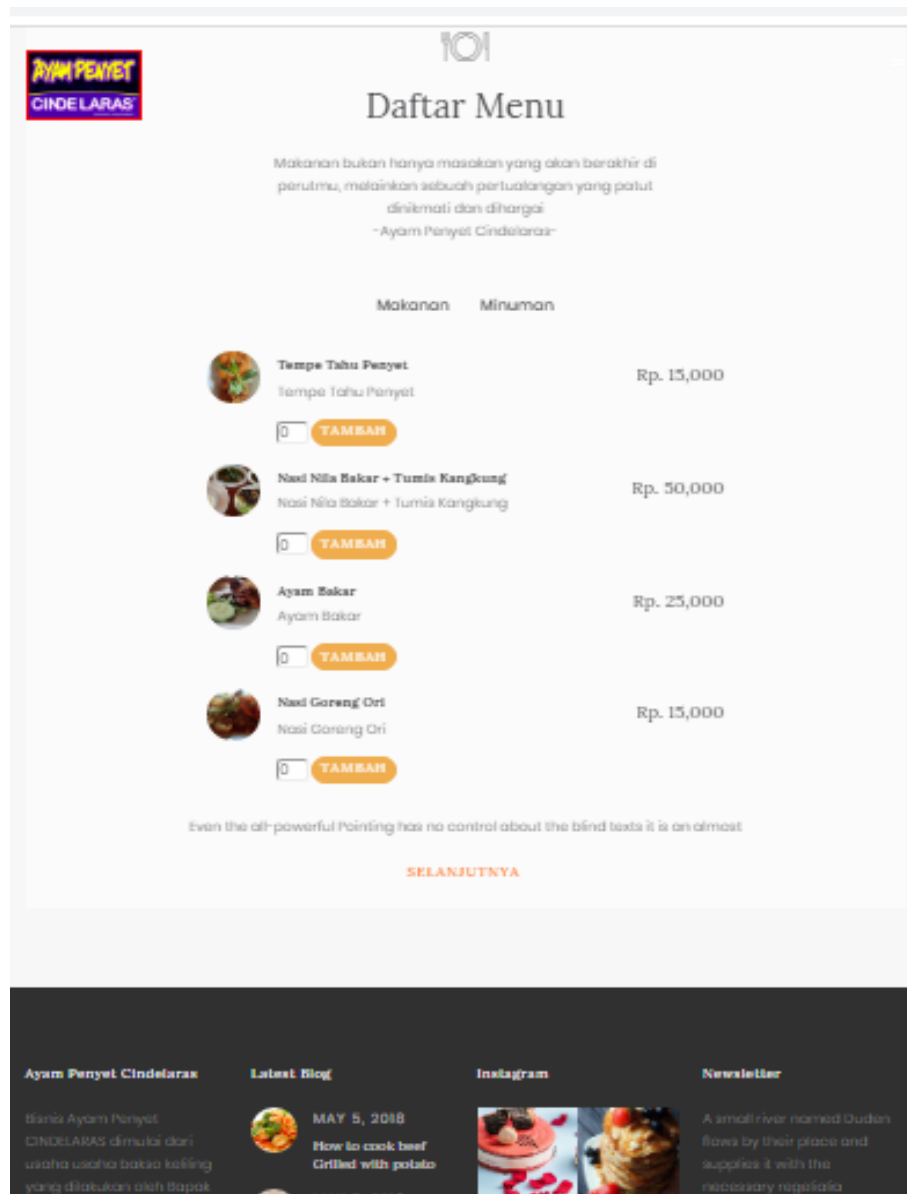 AYAM PENYET
CINDE LARAS
Daftar Menu
Makanan bukan hanya masakan yang akan berakhir di
perutmu, melainkan sebuah pertualangan yang patut
dinikmati dan dihargai
-Ayam Penyet Cindelaras-
Makanan Minuman
Tempe Tahu Penyet
Rp. 15,000
Tempe Tahu Penyet
0 TAMBAH
Nasi Nila Bakar + Tumis Kangkung
Rp. 50,000
Nasi Nila Bakar + Tumis Kangkung
0 TAMBAH
Ayam Bakar
Rp. 25,000
Ayam Bakar
0 TAMBAH
Nasi Goreng Ori
Rp. 15,000
Nasi Goreng Ori
0 TAMBAH
Even the all-powerful Pointing has no control about the blind texts it is an almost
SELANJUTNYA
Ayam Penyet Cindelaras
Bisnis Ayam Penyet
CINDELARAS dimulai dari
usaha usaha bakso keliling
yang dilakukan oleh Bapak
Latest Blog
MAY 5, 2018
How to cook beef
Grilled with potato
Instagram
Newsletter
A small river named Duden
flows by their place and
supplies it with the
necessary regelialia